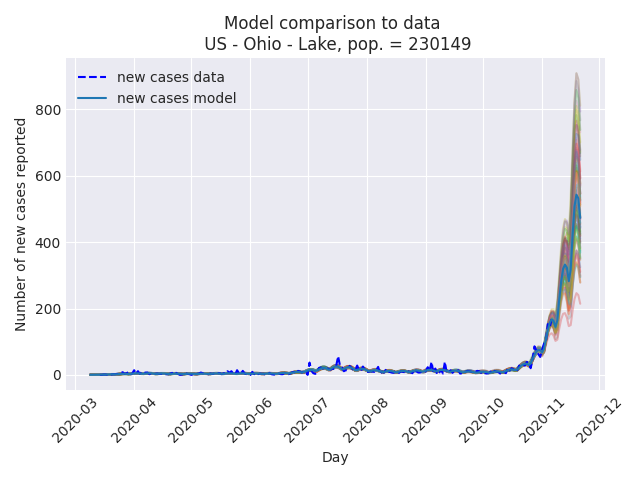 Model comparison to data
US - Ohio - Lake, pop. = 230149
new cases data
new cases model
Number of new cases reported
800
600
400
200
0
2020-03
2020-04
2020-05
2020-06
2020-07
2020-08
2020-09
2020-10
2020-11
2020-12
Day